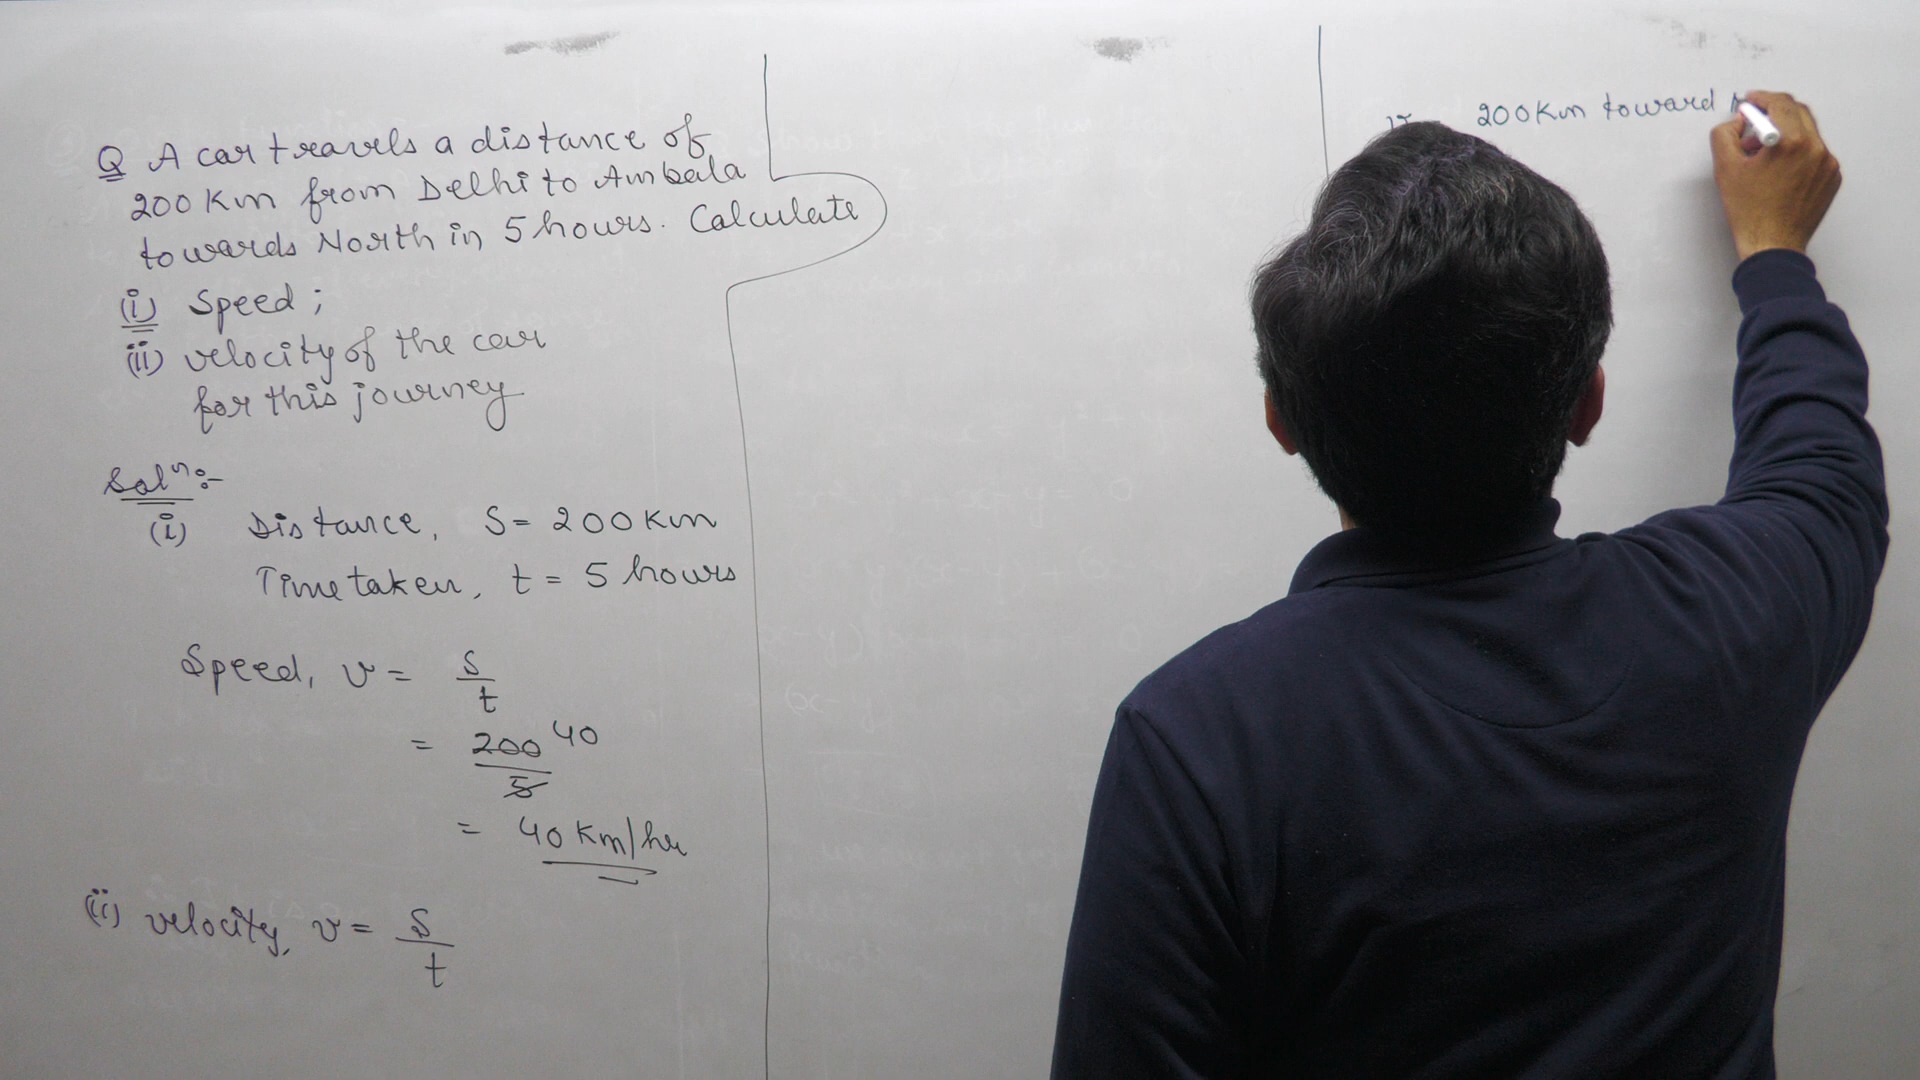 Q A car travels a distance of
200 Km from Delhi to Ambala
towards North in 5 hours. Calculate
(i) Speed;
(ii) velocity of the car
for this journey
Solⁿ:-
(i) Distance, S = 200 Km
Time taken, t = 5 hours
Speed, v = S
t
= 200 40
5
= 40 Km/hr
(ii) velocity, v = S
t
200 Km toward